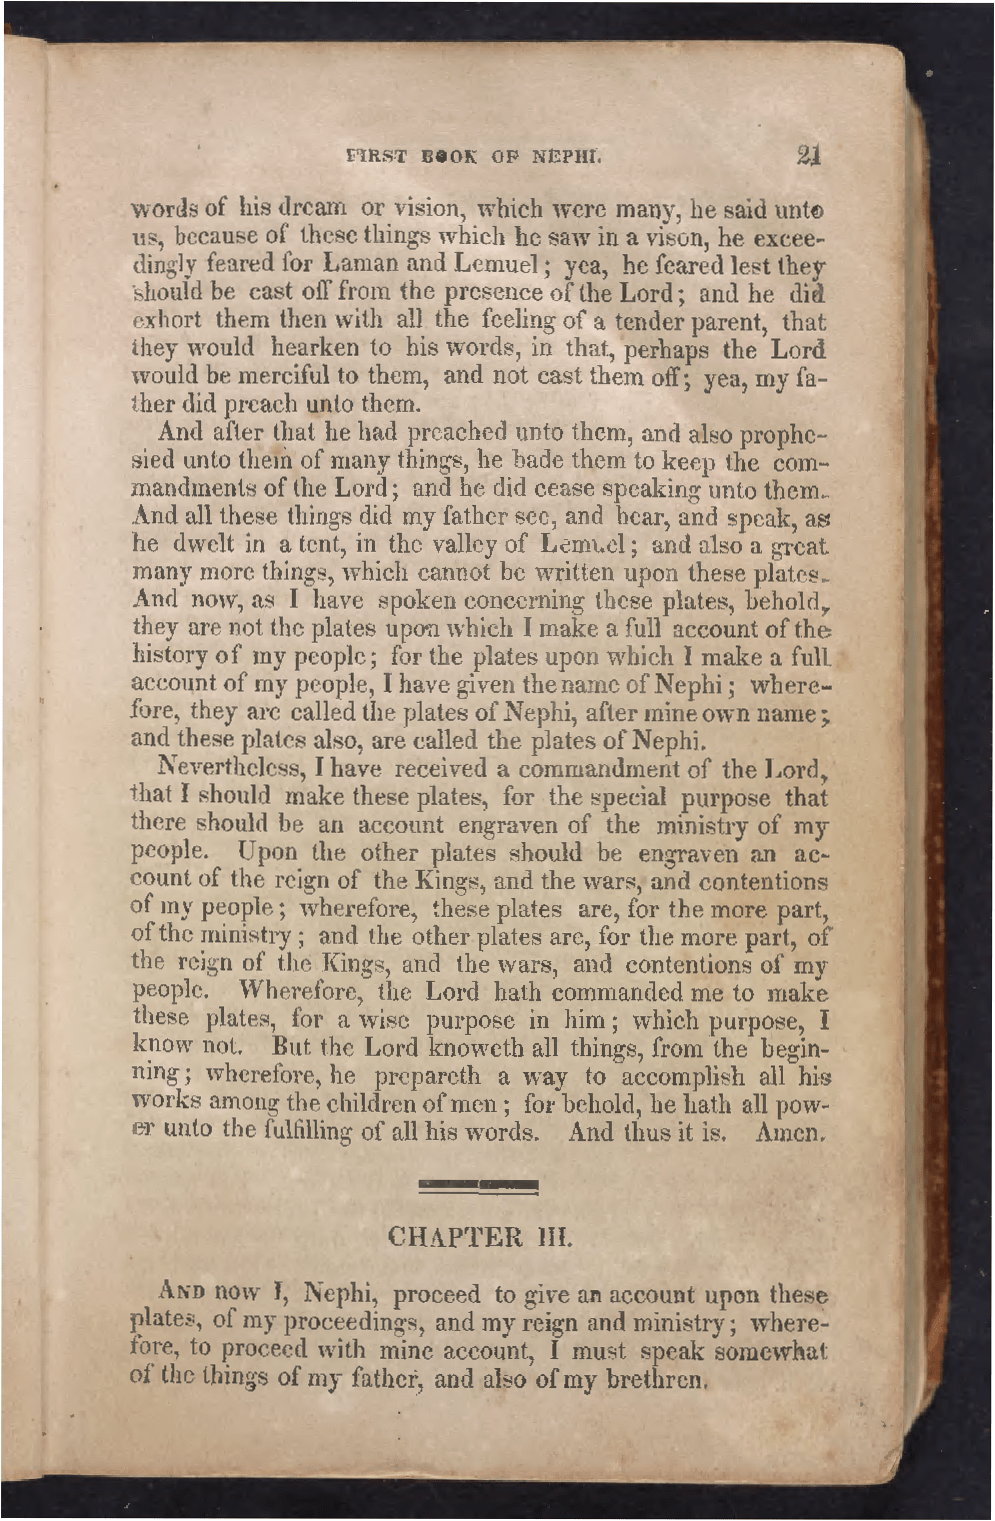 FIRST BOOK OF NEPHI. 21
words of his dream or vision, which were many, he said unto
us, because of these things which he saw in a vison, he excee-
dingly feared for Laman and Lemuel; yea, he feared lest they
should be cast off from the presence of the Lord; and he did
exhort them then with all the feeling of a tender parent, that
they would hearken to his words, in that, perhaps the Lord
would be merciful to them, and not cast them off; yea, my fa-
ther did preach unto them.
And after that he had preached unto them, and also prophe-
sied unto them of many things, he bade them to keep the com-
mandments of the Lord; and he did cease speaking unto them.
And all these things did my father see, and hear, and speak, as
he dwelt in a tent, in the valley of Lemuel; and also a great
many more things, which cannot be written upon these plates.
And now, as I have spoken concerning these plates, behold,
they are not the plates upon which I make a full account of the
history of my people; for the plates upon which I make a full
account of my people, I have given the name of Nephi; where-
fore, they are called the plates of Nephi, after mine own name;
and these plates also, are called the plates of Nephi.
Nevertheless, I have received a commandment of the Lord,
that I should make these plates, for the special purpose that
there should be an account engraven of the ministry of my
people. Upon the other plates should be engraven an ac-
count of the reign of the Kings, and the wars, and contentions
of my people; wherefore, these plates are, for the more part,
of the ministry; and the other plates are, for the more part, of
the reign of the Kings, and the wars, and contentions of my
people. Wherefore, the Lord hath commanded me to make
these plates, for a wise purpose in him; which purpose, I
know not. But the Lord knoweth all things, from the begin-
ning; wherefore, he prepareth a way to accomplish all his
works among the children of men; for behold, he hath all pow-
er unto the fulfilling of all his words. And thus it is. Amen.
CHAPTER III.
AND now I, Nephi, proceed to give an account upon these
plates, of my proceedings, and my reign and ministry; where-
fore, to proceed with mine account, I must speak somewhat
of the things of my father, and also of my brethren.